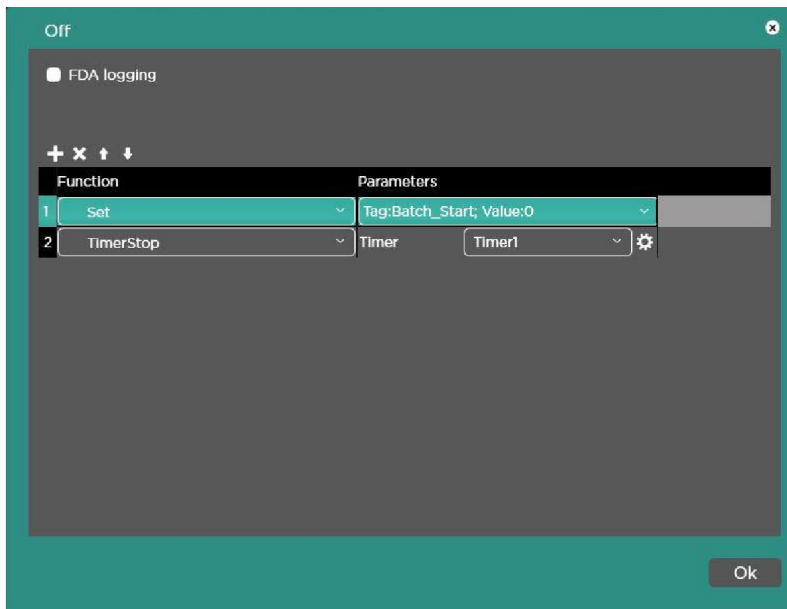 Off
FDA logging
Function Parameters
1 Set Tag:Batch_Start; Value:0
2 TimerStop Timer Timer1
Ok